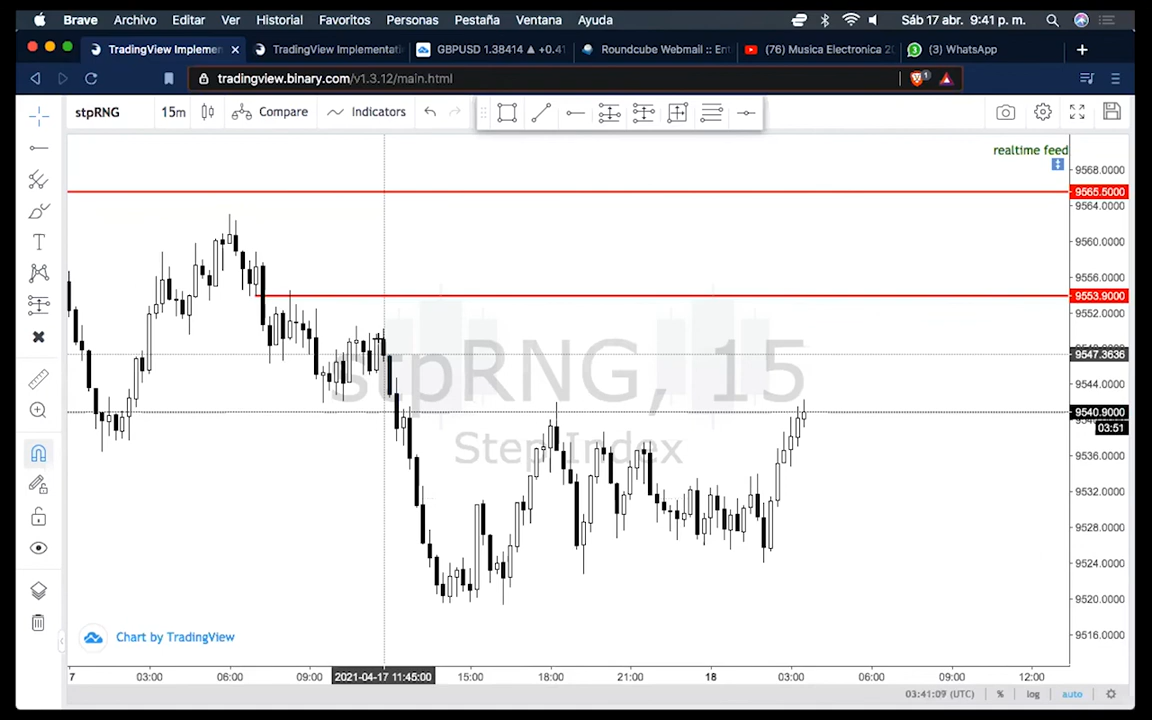 Brave Archivo Editar Ver Historial Favoritos Personas Pestaña Ventana Ayuda Sáb 17 abr. 9:41 p. m.
TradingView Implemen TradingView Implementati GBPUSD 1.38414 ▲ +0.41 Roundcube Webmail :: Ent (76) Musica Electronica 20 (3) WhatsApp
tradingview.binary.com/v1.3.12/main.html 1
stpRNG 15m Compare Indicators
realtime feed
9568.0000
9565.5000
9564.0000
9560.0000
9556.0000
9553.9000
9552.0000
9547.3636
9544.0000
9540.9000
03:51
9536.0000
9532.0000
9528.0000
9524.0000
9520.0000
9516.0000
stpRNG, 15
Step Index
Chart by TradingView
7 03:00 06:00 09:00 2021-04-17 11:45:00 15:00 18:00 21:00 18 03:00 06:00 09:00 12:00
03:41:09 (UTC) % log auto